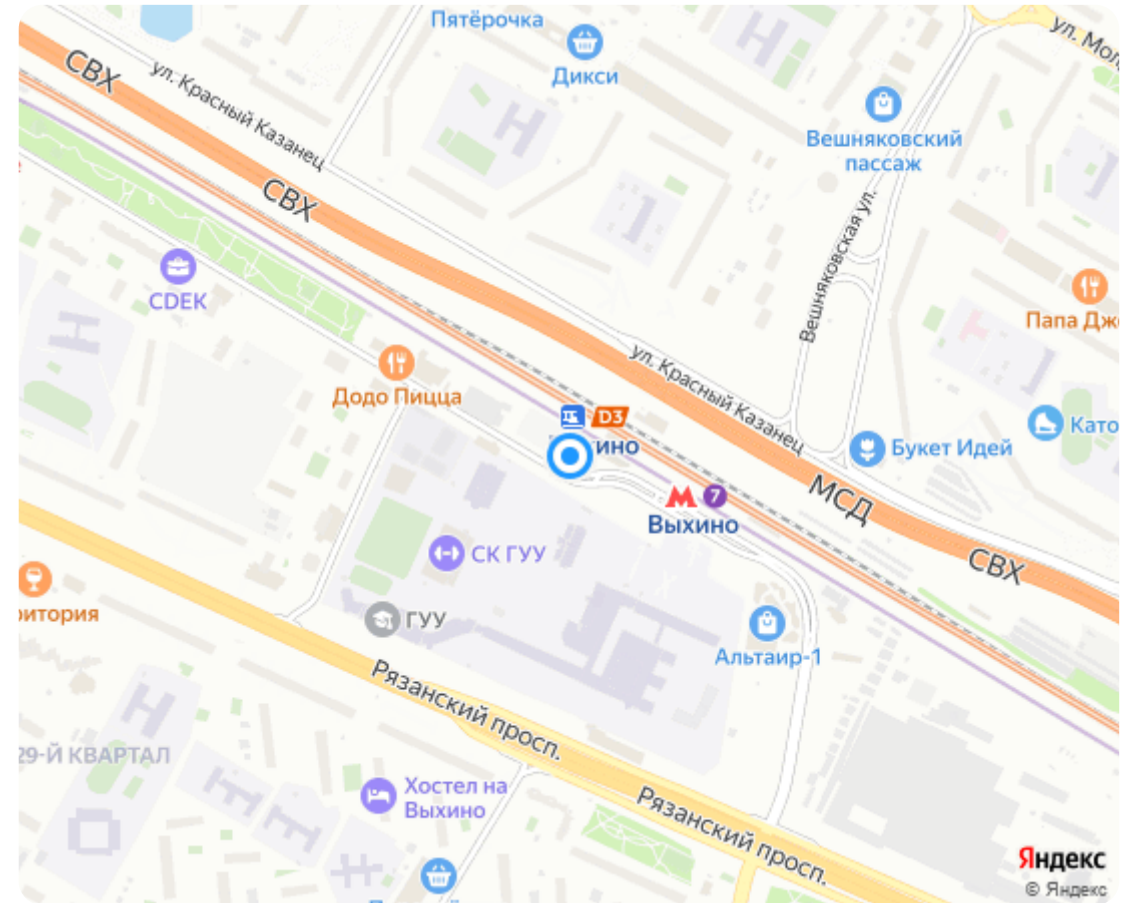 Пятёрочка
Дикси
ул. Мол
СВХ
ул. Красный Казанец
Вешняковский
пассаж
СВХ
Вешняковская ул.
CDEK
Папа Дж
ул. Красный Казанец
Додо Пицца
D3
ино
Като
Букет Идей
МСД
7
Выхино
СВХ
СК ГУУ
ритория
ГУУ
Альтаир-1
Рязанский просп.
29-Й КВАРТАЛ
Хостел на
Выхино
Рязанский просп.
Яндекс
© Яндекс